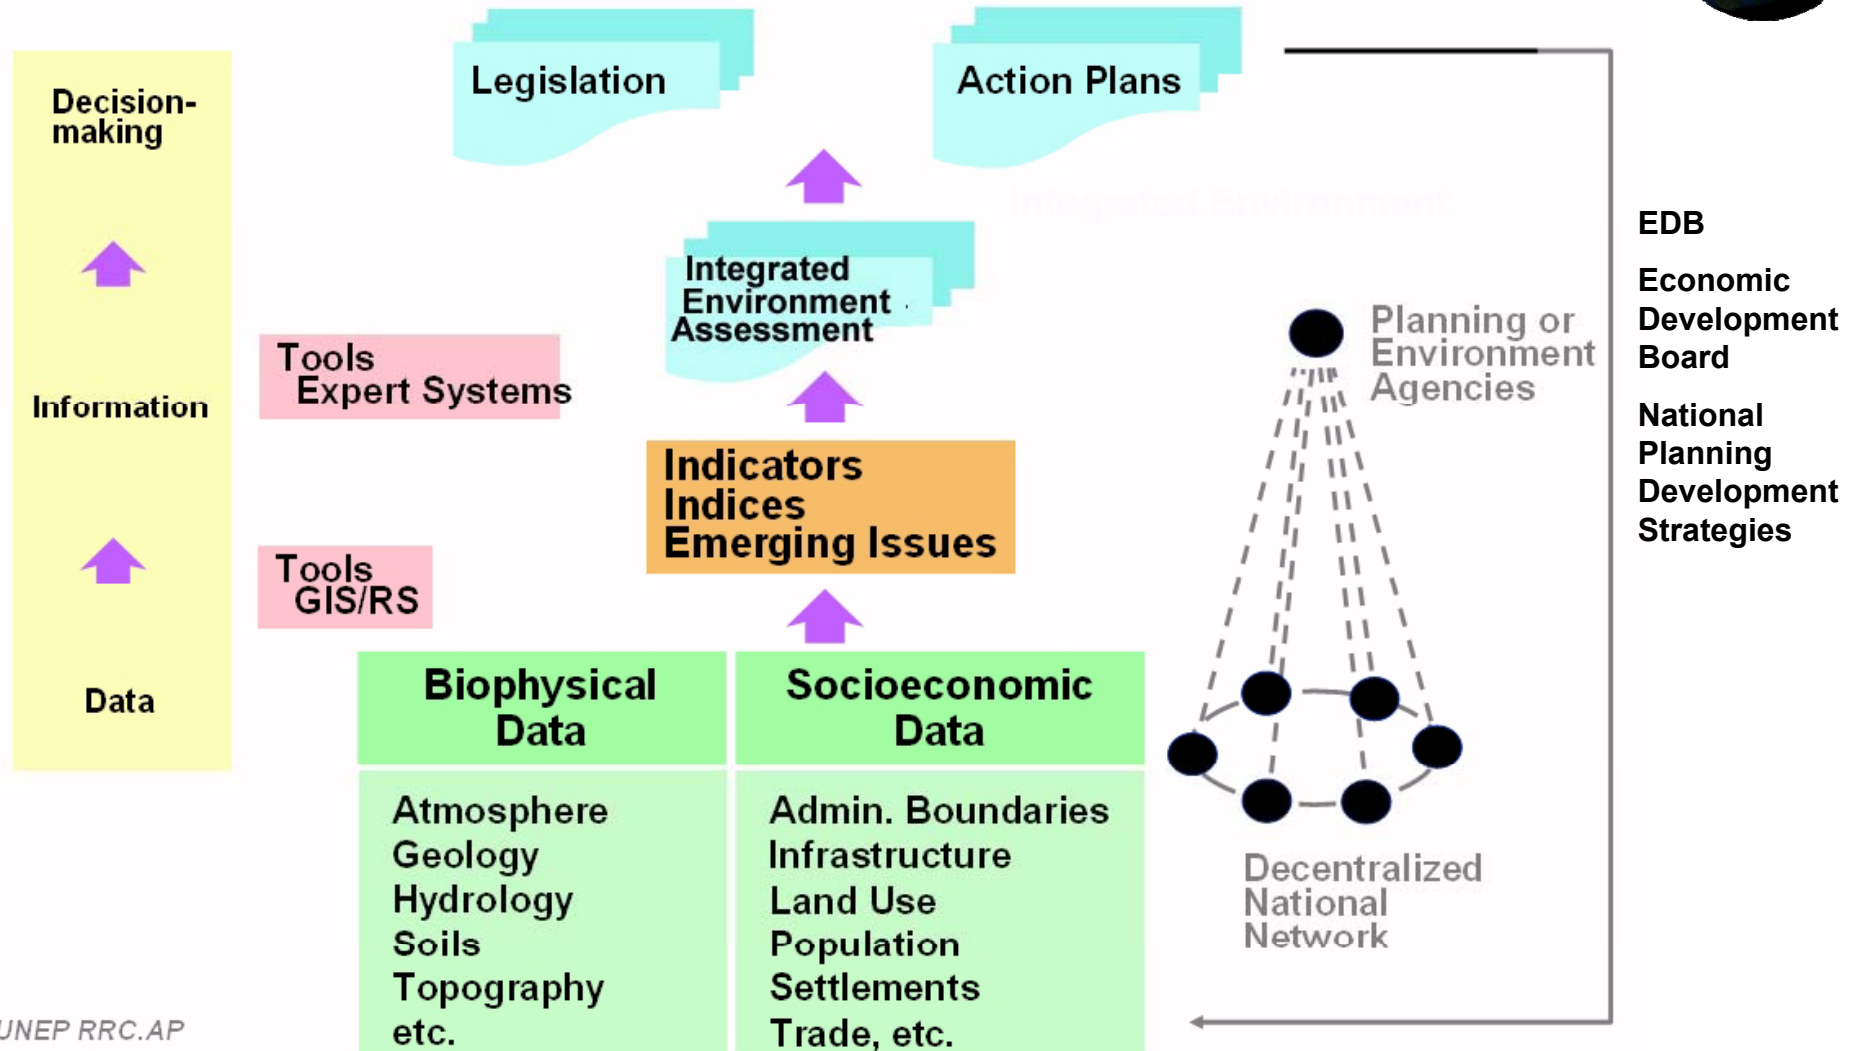 Decision-
making
Information
Data
Legislation
Action Plans
Integrated Environment
Integrated
Environment
Assessment
Tools
Expert Systems
Indicators
Indices
Emerging Issues
Tools
GIS/RS
Biophysical
Data
Socioeconomic
Data
Atmosphere
Geology
Hydrology
Soils
Topography
etc.
Admin. Boundaries
Infrastructure
Land Use
Population
Settlements
Trade, etc.
Planning or
Environment
Agencies
Decentralized
National
Network
EDB
Economic
Development
Board
National
Planning
Development
Strategies
UNEP RRC.AP